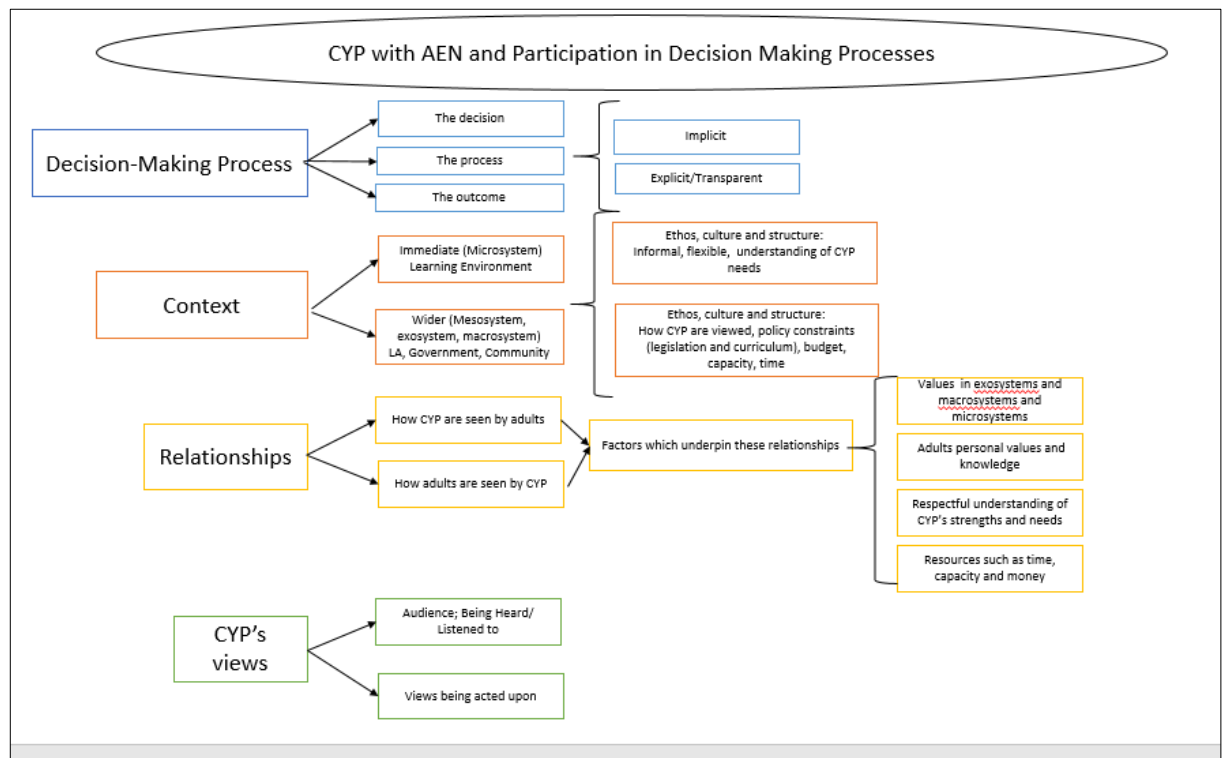 CYP with AEN and Participation in Decision Making Processes
Decision-Making Process
The decision
The process
The outcome
Implicit
Explicit/Transparent
Context
Immediate (Microsystem)
Learning Environment
Wider (Mesosystem,
exosystem, macrosystem)
LA, Government, Community
Ethos, culture and structure:
Informal, flexible, understanding of CYP
needs
Ethos, culture and structure:
How CYP are viewed, policy constraints
(legislation and curriculum), budget,
capacity, time
Relationships
How CYP are seen by adults
How adults are seen by CYP
Factors which underpin these relationships
Values in exosystems and
macrosystems and
microsystems
Adults personal values and
knowledge
Respectful understanding of
CYP's strengths and needs
Resources such as time,
capacity and money
CYP's
views
Audience; Being Heard/
Listened to
Views being acted upon